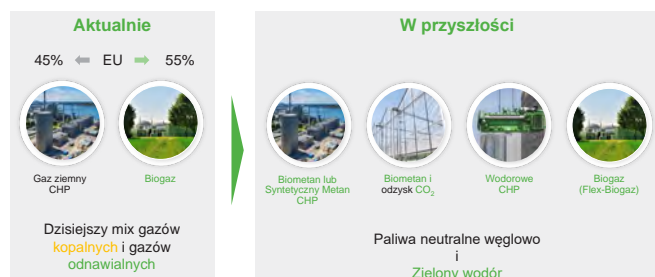 Aktualnie
45% EU 55%
Gaz ziemny
CHP
Biogaz
Dzisiejszy mix gazów
kopalnych i gazów
odnawialnych
W przyszłości
Biometan lub
Syntetyczny Metan
CHP
Biometan i
odzysk CO₂
Wodorowe
CHP
Biogaz
(Flex-Biogaz)
Paliwa neutralne węglowo
i
Zielony wodór